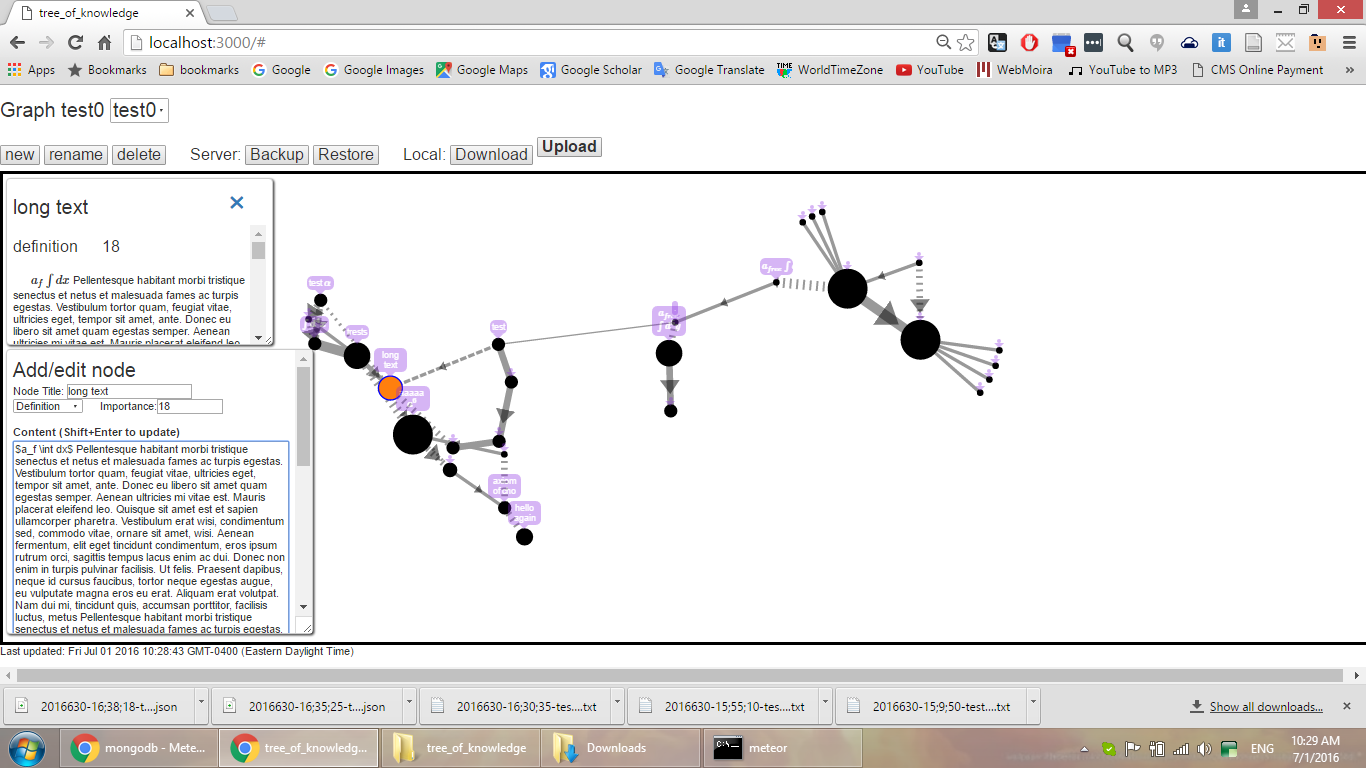 tree_of_knowledge
localhost:3000/#
Apps Bookmarks bookmarks Google Google Images Google Maps Google Scholar Google Translate WorldTimeZone YouTube WebMoira YouTube to MP3 CMS Online Payment »
Graph test0 test0
new rename delete Server: Backup Restore Local: Download Upload
long text
definition 18
a_f ∫ dx Pellentesque habitant morbi tristique
senectus et netus et malesuada fames ac turpis
egestas. Vestibulum tortor quam, feugiat vitae,
ultricies eget, tempor sit amet, ante. Donec eu
libero sit amet quam egestas semper. Aenean
ultricies mi vitae est. Mauris placerat eleifend leo.
Add/edit node
Node Title: long text
Definition Importance: 18
Content (Shift+Enter to update)
$a_f \int dx$ Pellentesque habitant morbi tristique
senectus et netus et malesuada fames ac turpis egestas.
Vestibulum tortor quam, feugiat vitae, ultricies eget,
tempor sit amet, ante. Donec eu libero sit amet quam
egestas semper. Aenean ultricies mi vitae est. Mauris
placerat eleifend leo. Quisque sit amet est et sapien
ullamcorper pharetra. Vestibulum erat wisi, condimentum
sed, commodo vitae, ornare sit amet, wisi. Aenean
fermentum, elit eget tincidunt condimentum, eros ipsum
rutrum orci, sagittis tempus lacus enim ac dui. Donec non
enim in turpis pulvinar facilisis. Ut felis. Praesent dapibus,
neque id cursus faucibus, tortor neque egestas augue,
eu vulputate magna eros eu erat. Aliquam erat volutpat.
Nam dui mi, tincidunt quis, accumsan porttitor, facilisis
luctus, metus Pellentesque habitant morbi tristique
senectus et netus et malesuada fames ac turpis egestas.
test α
long
text
test
hello
again
Last updated: Fri Jul 01 2016 10:28:43 GMT-0400 (Eastern Daylight Time)
2016630-16;38;18-t....json 2016630-16;35;25-t....json 2016630-16;30;35-tes....txt 2016630-15;55;10-tes....txt 2016630-15;9;50-test....txt Show all downloads...
mongodb - Mete... tree_of_knowledg... tree_of_knowledge Downloads meteor ENG
10:29 AM
7/1/2016